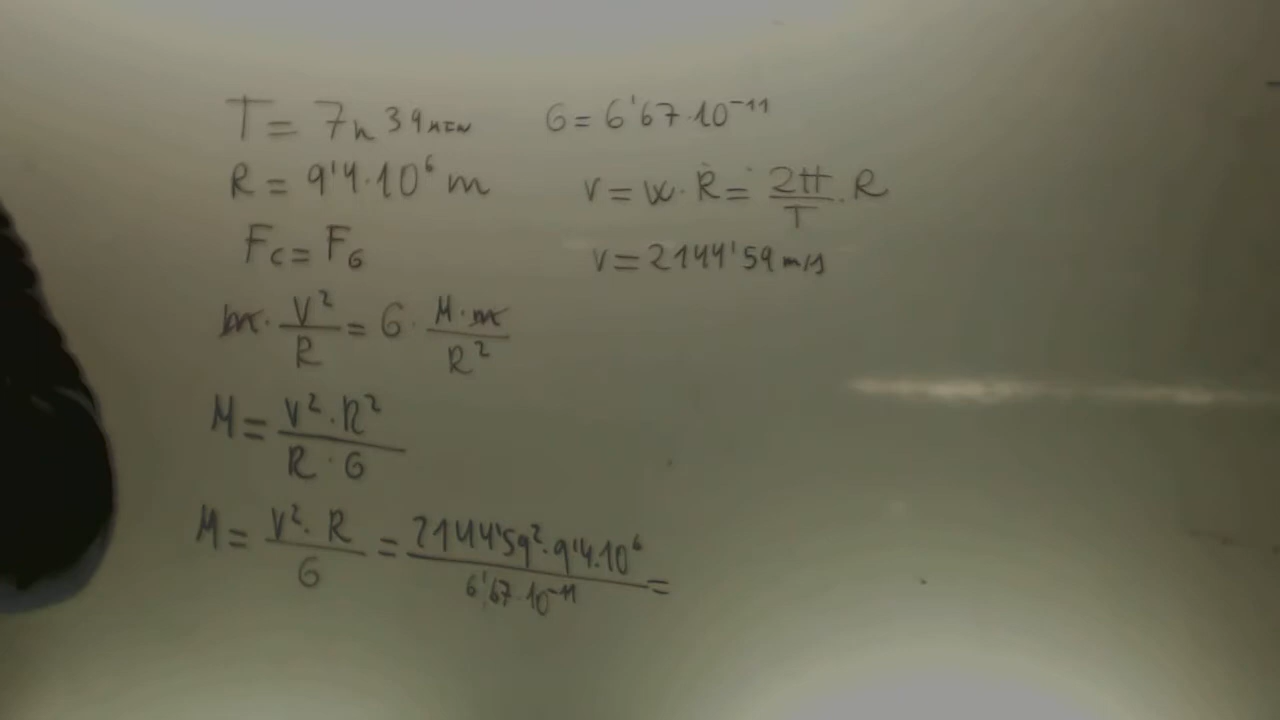 T = 7h 39min
G = 6'67·10⁻¹¹
R = 9'4·10⁶ m
v = w·R = 2π/T · R
Fc = FG
v = 2144'59 m/s
m · v²/R = G · M·m/R²
M = v²·R²/R·G
M = v²·R/G = 2144'59²·9'4·10⁶/6'67·10⁻¹¹ =